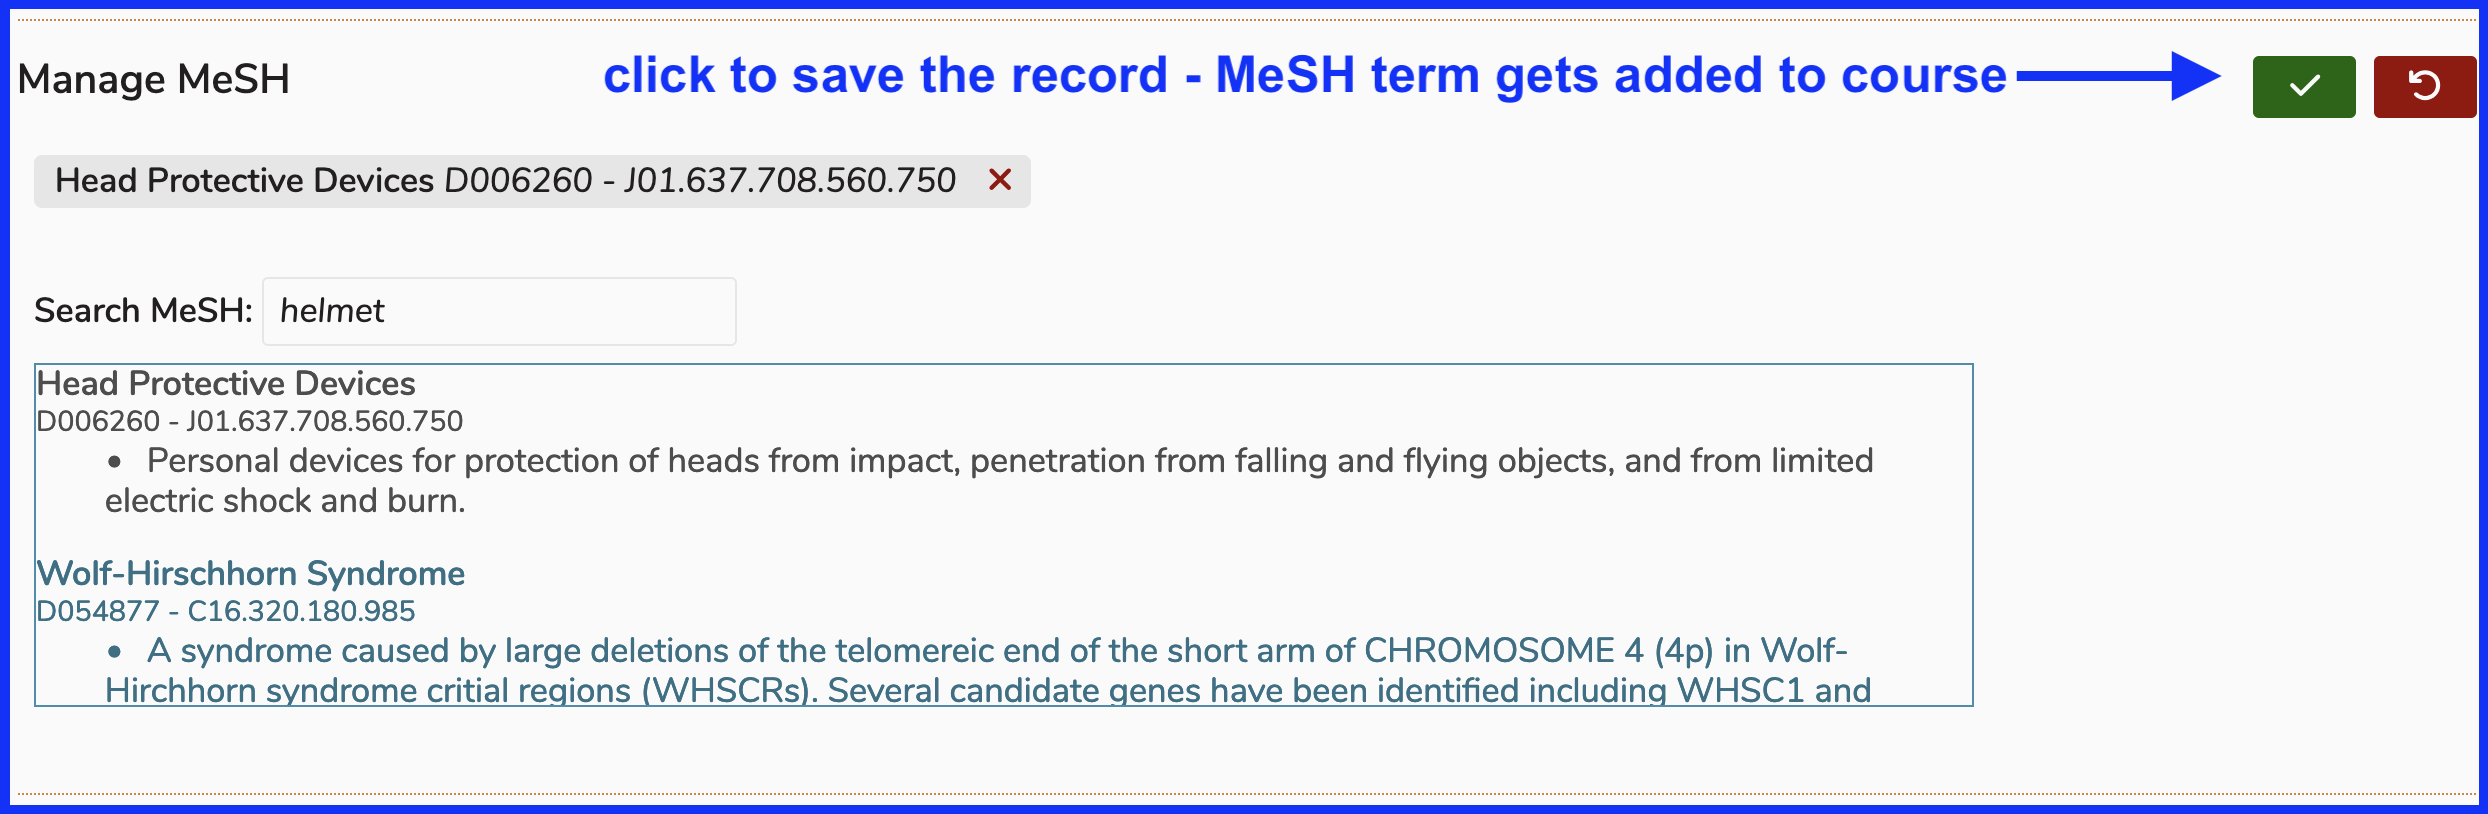 Manage MeSH
click to save the record - MeSH term gets added to course
Head Protective Devices D006260 - J01.637.708.560.750
Search MeSH: helmet
Head Protective Devices
D006260 - J01.637.708.560.750
• Personal devices for protection of heads from impact, penetration from falling and flying objects, and from limited
electric shock and burn.
Wolf-Hirschhorn Syndrome
D054877 - C16.320.180.985
• A syndrome caused by large deletions of the telomereic end of the short arm of CHROMOSOME 4 (4p) in Wolf-
Hirchhorn syndrome critial regions (WHSCRs). Several candidate genes have been identified including WHSC1 and